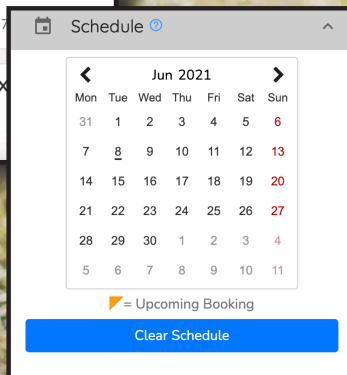 7
Schedule ?
X
Jun 2021
Mon Tue Wed Thu Fri Sat Sun
31 1 2 3 4 5 6
7 8 9 10 11 12 13
14 15 16 17 18 19 20
21 22 23 24 25 26 27
28 29 30 1 2 3 4
5 6 7 8 9 10 11
= Upcoming Booking
Clear Schedule